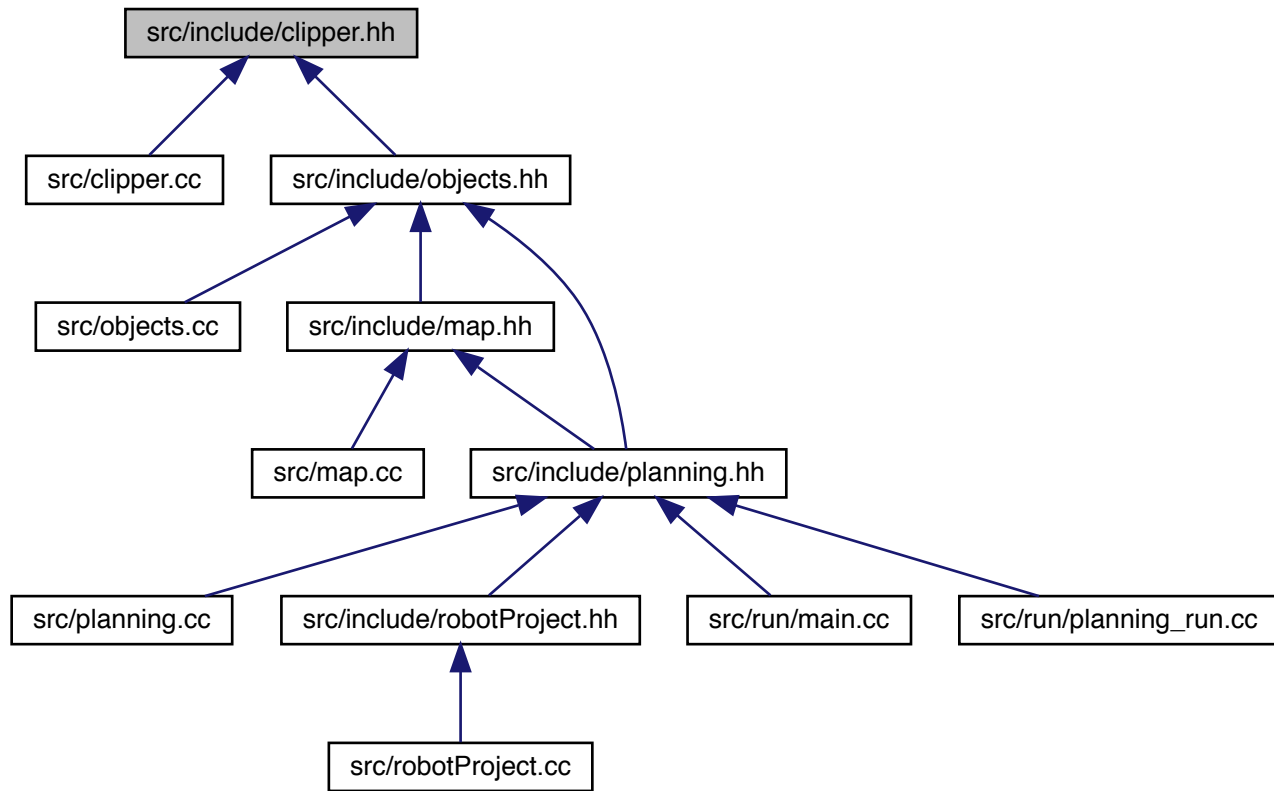 src/include/clipper.hh
src/clipper.cc
src/include/objects.hh
src/objects.cc
src/include/map.hh
src/map.cc
src/include/planning.hh
src/planning.cc
src/include/robotProject.hh
src/run/main.cc
src/run/planning_run.cc
src/robotProject.cc